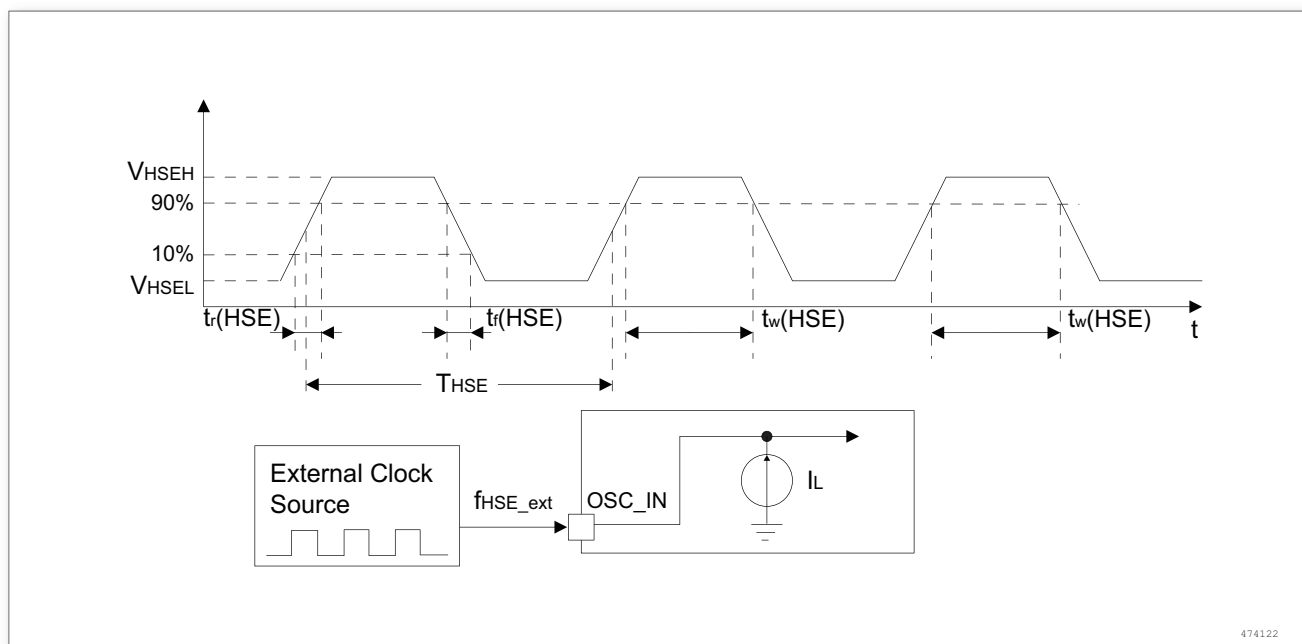 VHSEH
90%
10%
VHSEL
tr(HSE)
tf(HSE)
tw(HSE)
tw(HSE)
t
THSE
External Clock
Source
fHSE_ext
OSC_IN
IL
474122